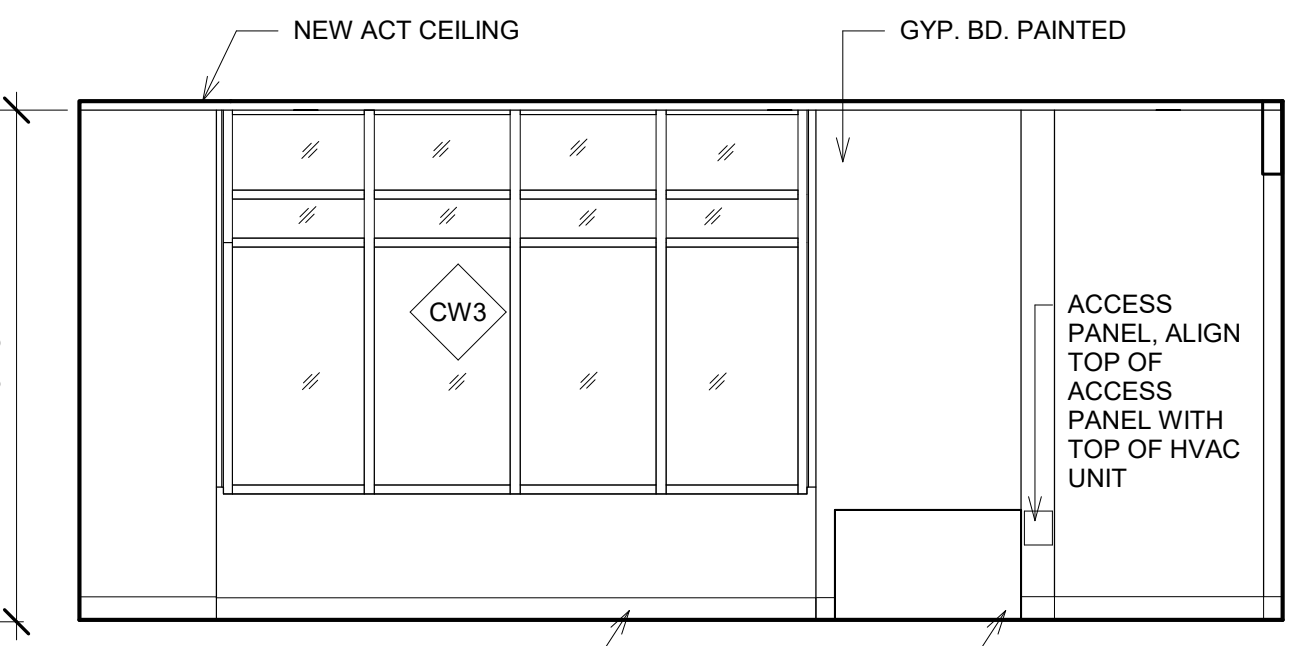 NEW ACT CEILING
GYP. BD. PAINTED
CW3
ACCESS
PANEL, ALIGN
TOP OF
ACCESS
PANEL WITH
TOP OF HVAC
UNIT